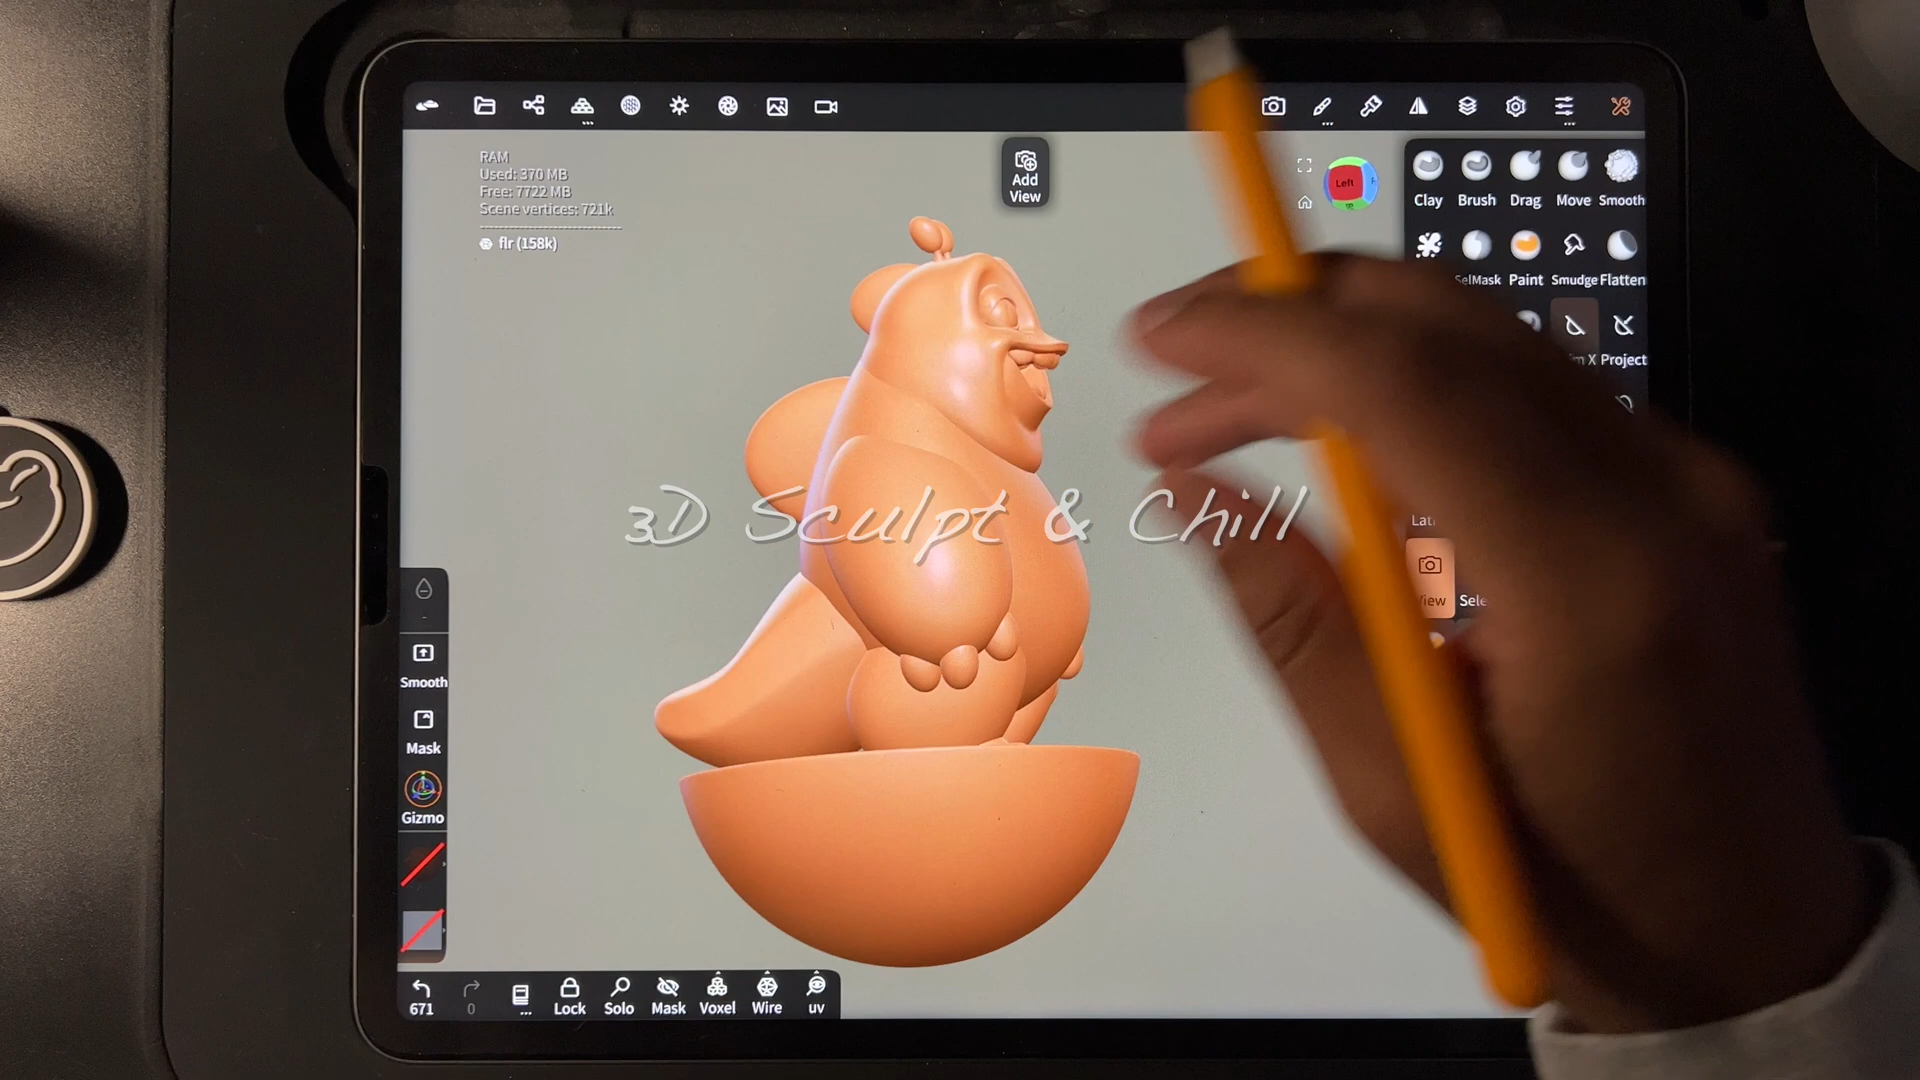 RAM
Used: 370 MB
Free: 7722 MB
Scene vertices: 721k
flr (158k)
Add
View
Left
Clay Brush Drag Move Smooth
SelMask Paint Smudge Flatten
Project
3D Sculpt & Chill
View
Smooth
Mask
Gizmo
671 0 ... Lock Solo Mask Voxel Wire uv